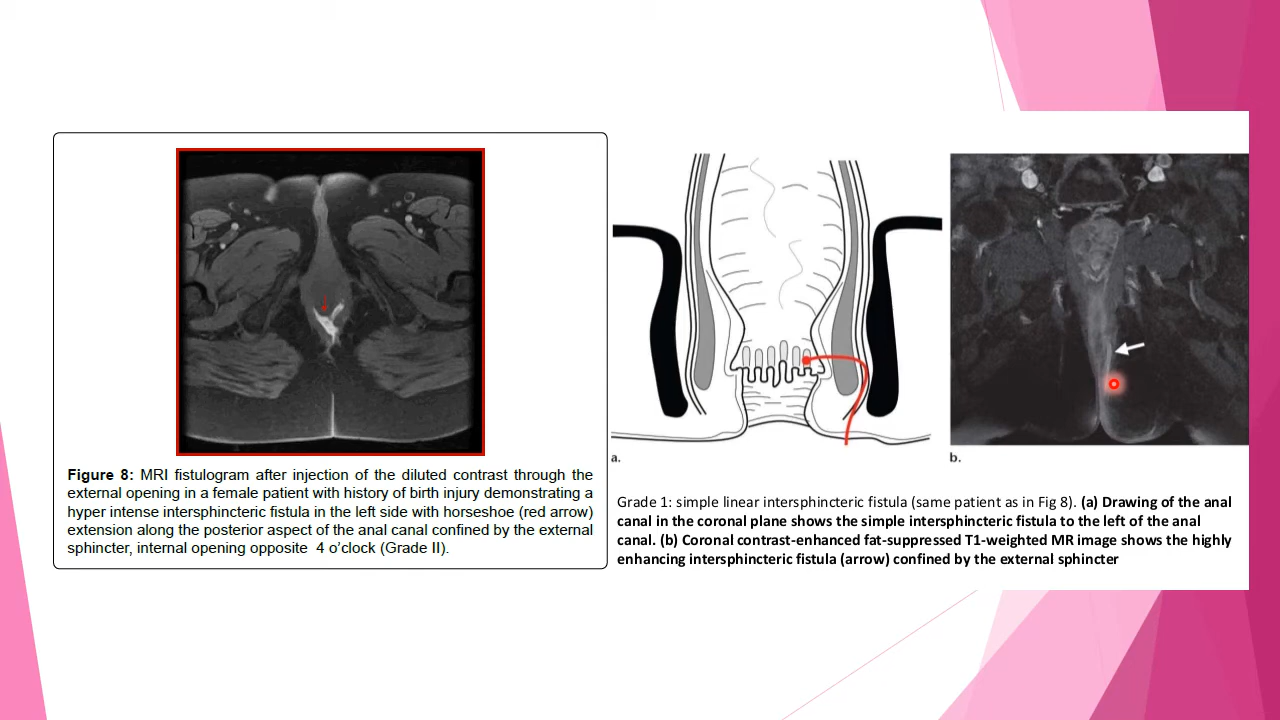 Figure 8: MRI fistulogram after injection of the diluted contrast through the
external opening in a female patient with history of birth injury demonstrating a
hyper intense intersphincteric fistula in the left side with horseshoe (red arrow)
extension along the posterior aspect of the anal canal confined by the external
sphincter, internal opening opposite 4 o’clock (Grade II).
a.
b.
Grade 1: simple linear intersphincteric fistula (same patient as in Fig 8). (a) Drawing of the anal
canal in the coronal plane shows the simple intersphincteric fistula to the left of the anal
canal. (b) Coronal contrast-enhanced fat-suppressed T1-weighted MR image shows the highly
enhancing intersphincteric fistula (arrow) confined by the external sphincter